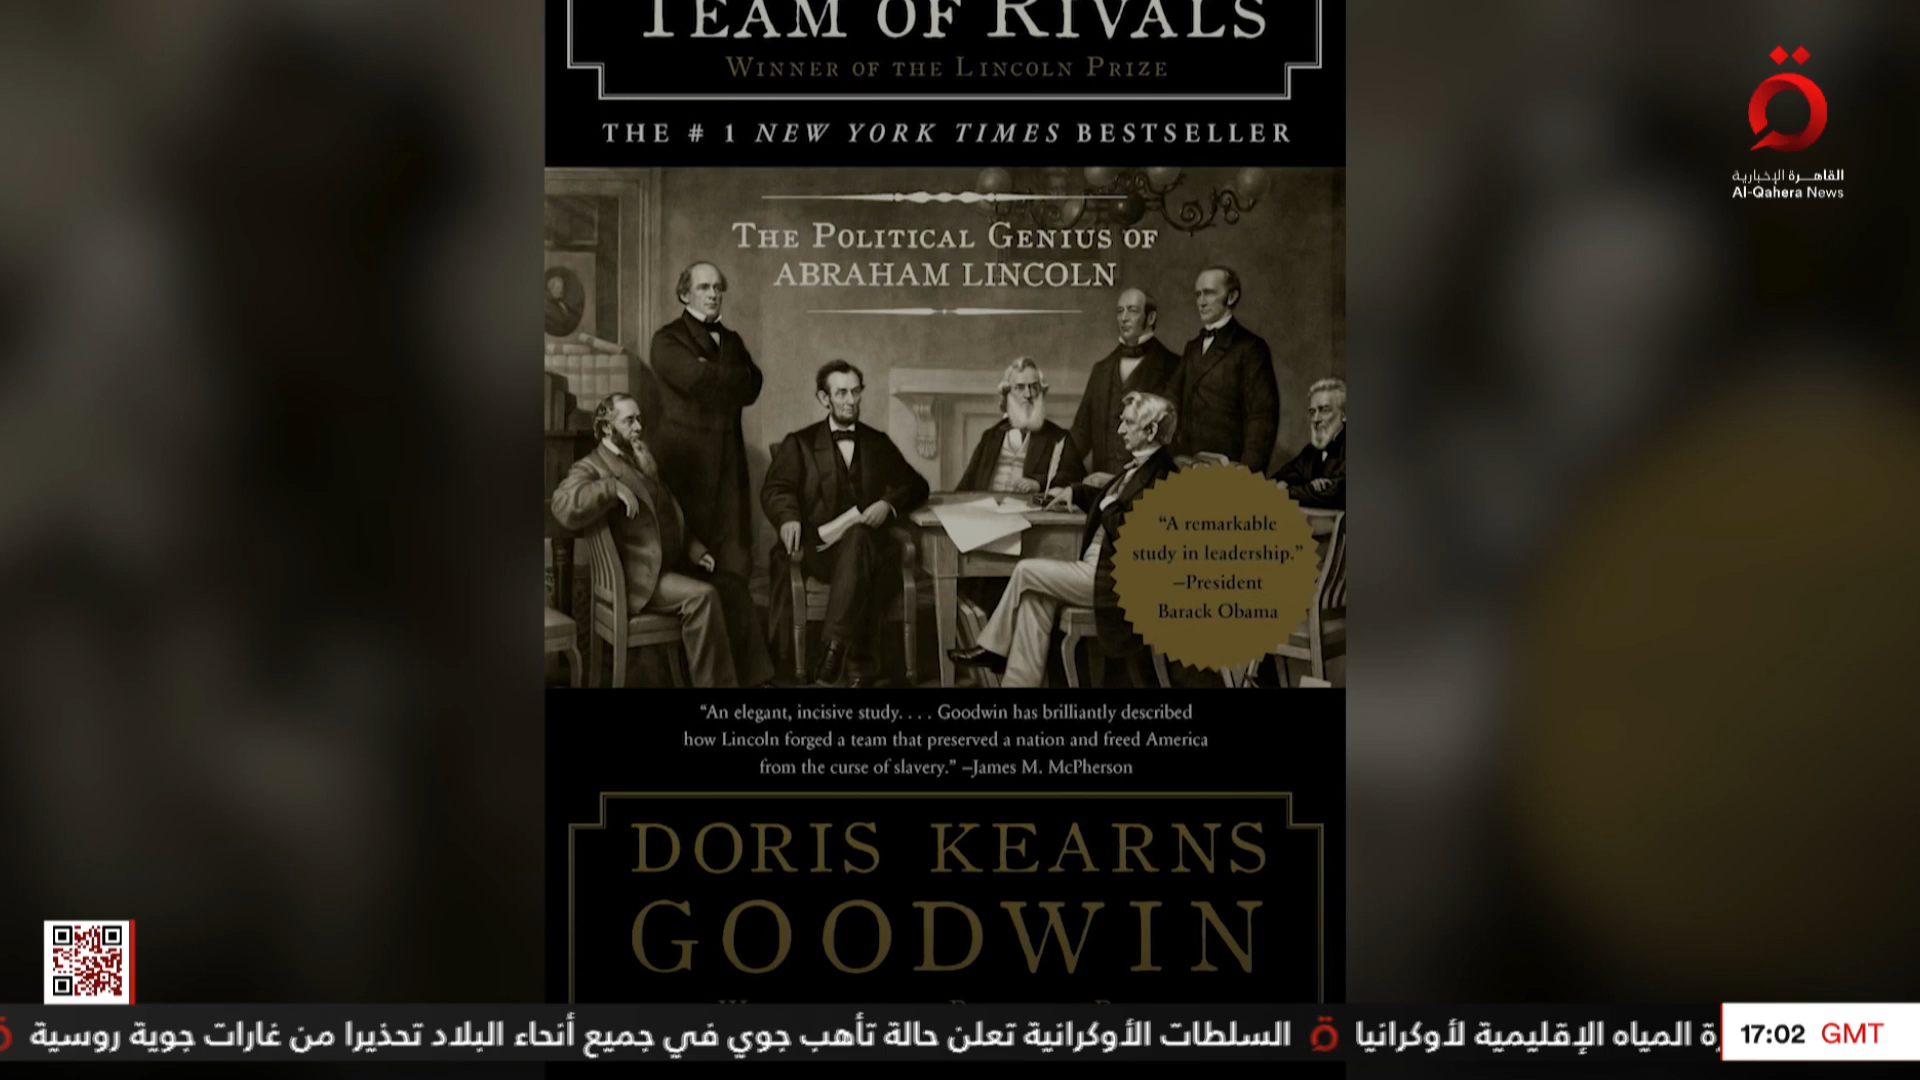 TEAM OF RIVALS
WINNER OF THE LINCOLN PRIZE
THE # 1 NEW YORK TIMES BESTSELLER
THE POLITICAL GENIUS OF
ABRAHAM LINCOLN
“A remarkable
study in leadership.”
–President
Barack Obama
“An elegant, incisive study. . . . Goodwin has brilliantly described
how Lincoln forged a team that preserved a nation and freed America
from the curse of slavery.” –James M. McPherson
DORIS KEARNS
GOODWIN
القاهرة الإخبارية
Al-Qahera News
المياه الإقليمية لأوكرانيا السلطات الأوكرانية تعلن حالة تأهب جوي في جميع أنحاء البلاد تحذيرا من غارات جوية روسية
17:02 GMT